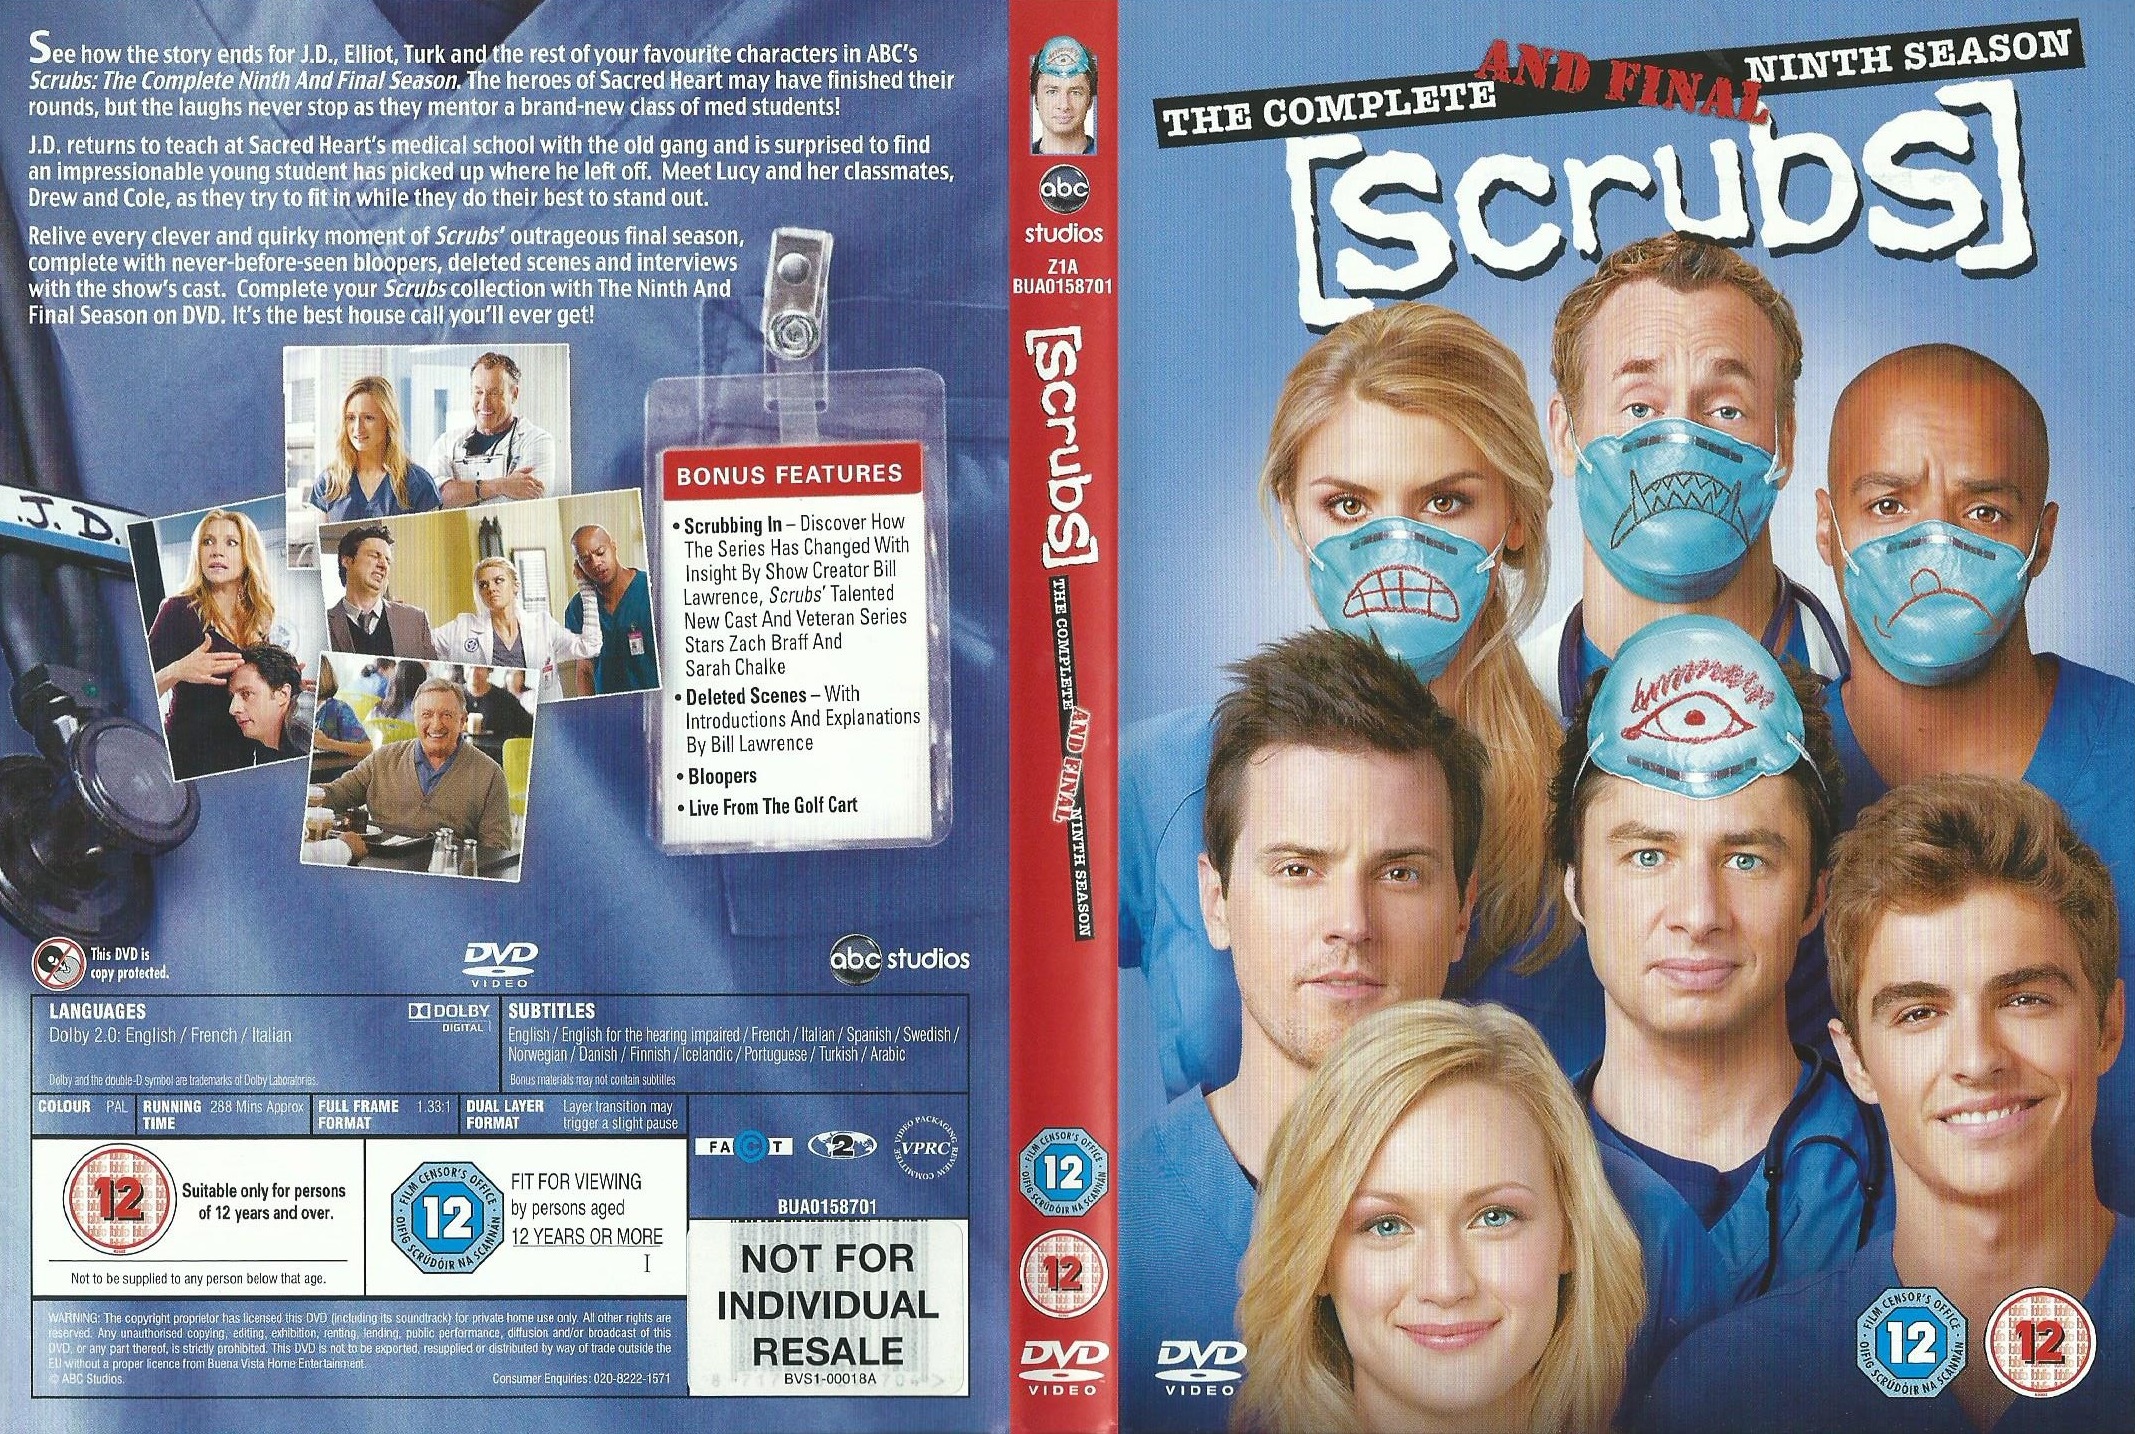 See how the story ends for J.D., Elliot, Turk and the rest of your favourite characters in ABC's
Scrubs: The Complete Ninth And Final Season. The heroes of Sacred Heart may have finished their
rounds, but the laughs never stop as they mentor a brand-new class of med students!
J.D. returns to teach at Sacred Heart's medical school with the old gang and is surprised to find
an impressionable young student has picked up where he left off. Meet Lucy and her classmates,
Drew and Cole, as they try to fit in while they do their best to stand out.
Relive every clever and quirky moment of Scrubs' outrageous final season,
complete with never-before-seen bloopers, deleted scenes and interviews
with the show's cast. Complete your Scrubs collection with The Ninth And
Final Season on DVD. It's the best house call you'll ever get!
J.D.
BONUS FEATURES
• Scrubbing In – Discover How
The Series Has Changed With
Insight By Show Creator Bill
Lawrence, Scrubs' Talented
New Cast And Veteran Series
Stars Zach Braff And
Sarah Chalke
• Deleted Scenes – With
Introductions And Explanations
By Bill Lawrence
• Bloopers
• Live From The Golf Cart
This DVD is
copy protected.
DVD
VIDEO
abc studios
LANGUAGES
Dolby 2.0: English / French / Italian
DOLBY
DIGITAL
Dolby and the double-D symbol are trademarks of Dolby Laboratories.
SUBTITLES
English / English for the hearing impaired / French / Italian / Spanish / Swedish /
Norwegian / Danish / Finnish / Icelandic / Portuguese / Turkish / Arabic
Bonus materials may not contain subtitles
COLOUR PAL
RUNNING TIME 288 Mins Approx
FULL FRAME FORMAT 1.33:1
DUAL LAYER FORMAT Layer transition may
trigger a slight pause
12
Suitable only for persons
of 12 years and over.
Not to be supplied to any person below that age.
FILM CENSOR'S OFFICE
12
OIFIG SCRÚDÓIR NA SCANNÁN
FIT FOR VIEWING
by persons aged
12 YEARS OR MORE
I
FACT
2
VIDEO PACKAGING REVIEW COMMITTEE
VPRC
BUA0158701
NOT FOR
INDIVIDUAL
RESALE
BVS1-00018A
WARNING: The copyright proprietor has licensed this DVD (including its soundtrack) for private home use only. All other rights are
reserved. Any unauthorised copying, editing, exhibition, renting, lending, public performance, diffusion and/or broadcast of this
DVD, or any part thereof, is strictly prohibited. This DVD is not to be exported, resupplied or distributed by way of trade outside the
EU without a proper licence from Buena Vista Home Entertainment.
© ABC Studios.
Consumer Enquiries: 020-8222-1571
abc
studios
Z1A
BUA0158701
[scrubs]
THE COMPLETE AND FINAL NINTH SEASON
FILM CENSOR'S OFFICE
12
OIFIG SCRÚDÓIR NA SCANNÁN
12
DVD
VIDEO
THE COMPLETE AND FINAL NINTH SEASON
[scrubs]
DVD
VIDEO
FILM CENSOR'S OFFICE
12
OIFIG SCRÚDÓIR NA SCANNÁN
12